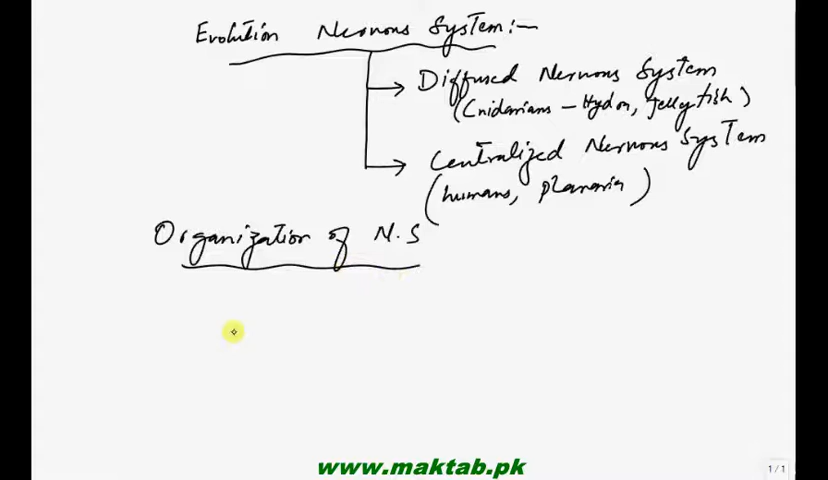 Evolution Nervous System:-
Diffused Nervous System
(Cnidarians - Hydra, Jellyfish)
Centralized Nervous System
(humans, planaria)
Organization of N.S
www.maktab.pk
1 / 1